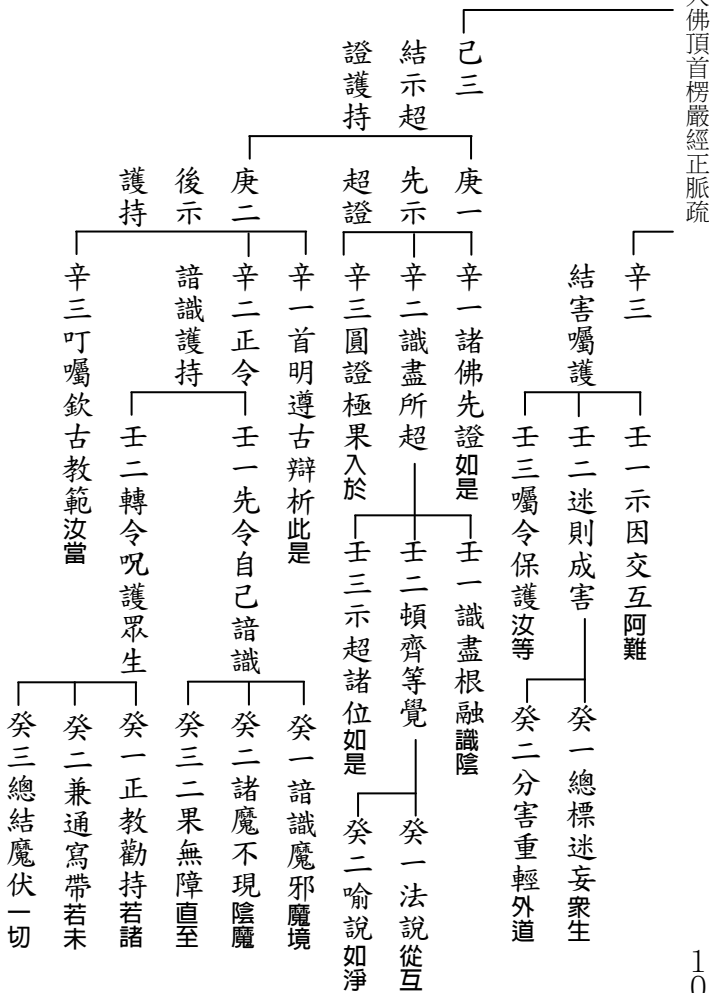 佛頂首楞嚴經正脈疏
辛三
結害囑護
壬一示因交互阿難
壬二迷則成害
癸一總標迷妄眾生
癸二分害重輕外道
壬三囑令保護汝等
己三
結示超
證護持
庚一
先示
超證
辛一諸佛先證如是
辛二識盡所超
壬一識盡根融識陰
壬二頓齊等覺
癸一法說從互
癸二喻說如淨
壬三示超諸位如是
辛三圓證極果入於
庚二
後示
護持
辛一首明遵古辯析此是
辛二正令
諳識護持
壬一先令自己諳識
癸一諳識魔邪魔境
癸二諸魔不現陰魔
癸三二果無障直至
壬二轉令咒護眾生
癸一正教勸持若諸
癸二兼通寫帶若未
癸三總結魔伏一切
辛三叮囑欽古教範汝當